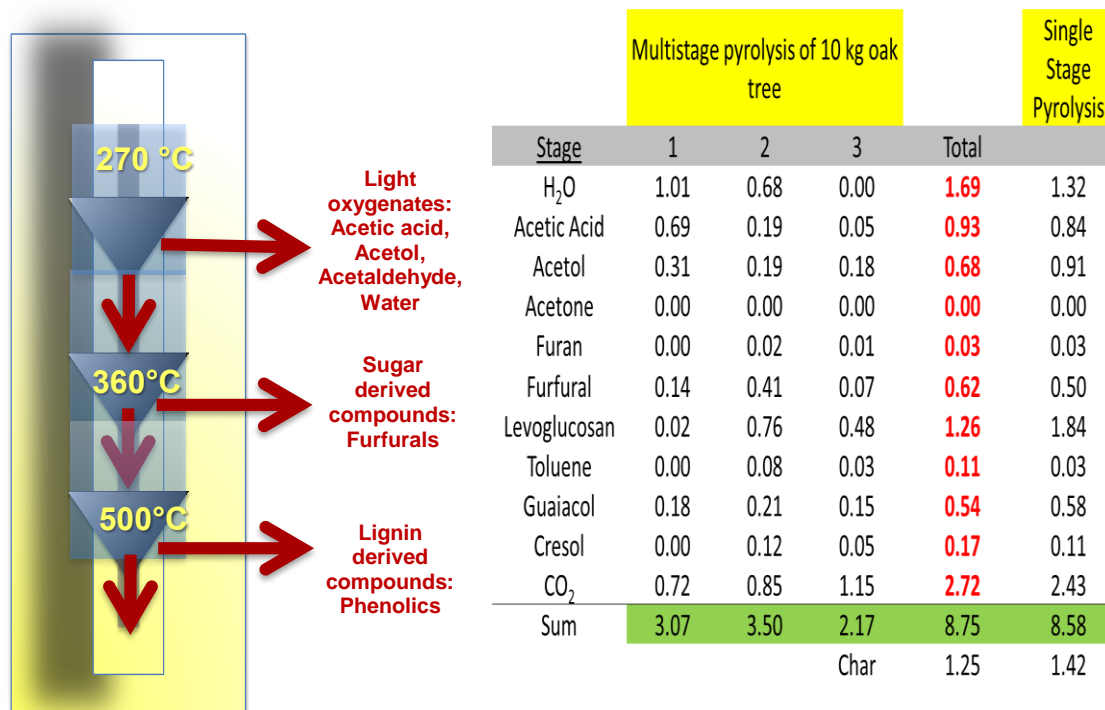 270 °C
360°C
500°C
Light
oxygenates:
Acetic acid,
Acetol,
Acetaldehyde,
Water
Sugar
derived
compounds:
Furfurals
Lignin
derived
compounds:
Phenolics
Multistage pyrolysis of 10 kg oak
tree
Single
Stage
Pyrolysis
Stage 1 2 3 Total
H₂O 1.01 0.68 0.00 1.69 1.32
Acetic Acid 0.69 0.19 0.05 0.93 0.84
Acetol 0.31 0.19 0.18 0.68 0.91
Acetone 0.00 0.00 0.00 0.00 0.00
Furan 0.00 0.02 0.01 0.03 0.03
Furfural 0.14 0.41 0.07 0.62 0.50
Levoglucosan 0.02 0.76 0.48 1.26 1.84
Toluene 0.00 0.08 0.03 0.11 0.03
Guaiacol 0.18 0.21 0.15 0.54 0.58
Cresol 0.00 0.12 0.05 0.17 0.11
CO₂ 0.72 0.85 1.15 2.72 2.43
Sum 3.07 3.50 2.17 8.75 8.58
Char 1.25 1.42